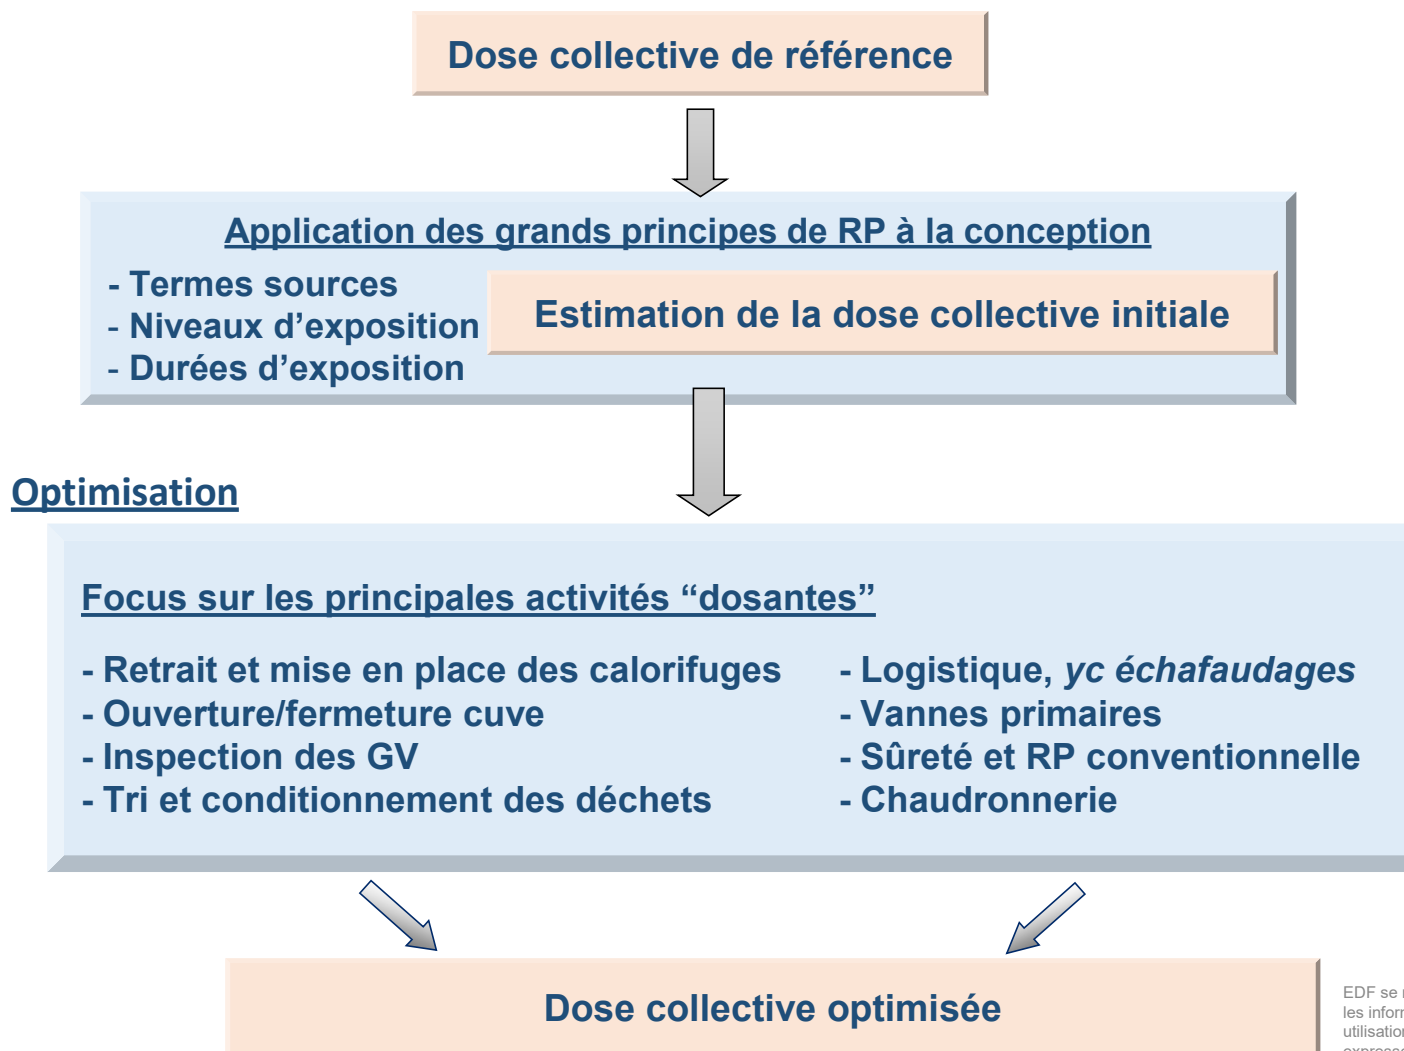 Dose collective de référence
Application des grands principes de RP à la conception
- Termes sources
- Niveaux d’exposition
- Durées d’exposition
Estimation de la dose collective initiale
Optimisation
Focus sur les principales activités “dosantes”
- Retrait et mise en place des calorifuges
- Ouverture/fermeture cuve
- Inspection des GV
- Tri et conditionnement des déchets
- Logistique, yc échafaudages
- Vannes primaires
- Sûreté et RP conventionnelle
- Chaudronnerie
Dose collective optimisée
EDF se
les
utilisation